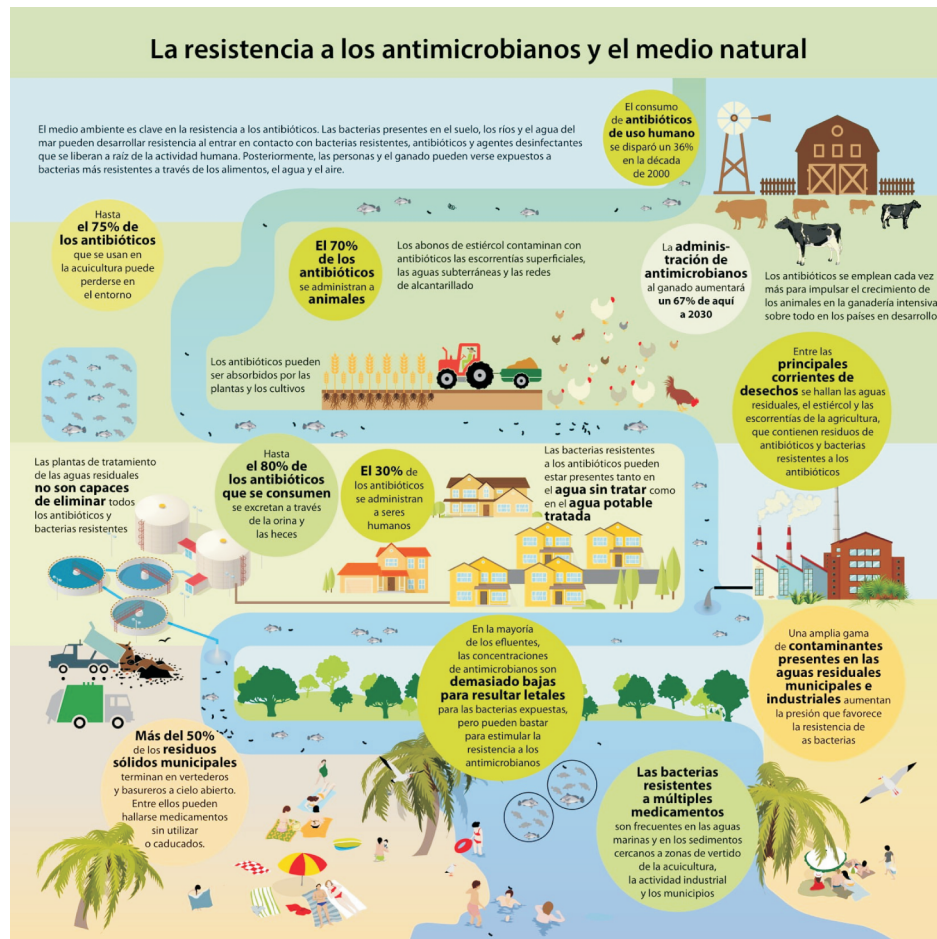 La resistencia a los antimicrobianos y el medio natural
El medio ambiente es clave en la resistencia a los antibióticos. Las bacterias presentes en el suelo, los ríos y el agua del
mar pueden desarrollar resistencia al entrar en contacto con bacterias resistentes, antibióticos y agentes desinfectantes
que se liberan a raíz de la actividad humana. Posteriormente, las personas y el ganado pueden verse expuestos a
bacterias más resistentes a través de los alimentos, el agua y el aire.
El consumo
de antibióticos
de uso humano
se disparó un 36%
en la década
de 2000
Hasta
el 75% de
los antibióticos
que se usan en
la acuicultura puede
perderse en
el entorno
El 70%
de los
antibióticos
se administran a
animales
Los abonos de estiércol contaminan con
antibióticos las escorrentías superficiales,
las aguas subterráneas y las redes
de alcantarillado
La adminis-
tración de
antimicrobianos
al ganado aumentará
un 67% de aquí
a 2030
Los antibióticos se emplean cada vez
más para impulsar el crecimiento de
los animales en la ganadería intensiva
sobre todo en los países en desarrollo
Los antibióticos pueden
ser absorbidos por las
plantas y los cultivos
Entre las
principales
corrientes de
desechos se hallan las aguas
residuales, el estiércol y las
escorrentías de la agricultura,
que contienen residuos de
antibióticos y bacterias
resistentes a los
antibióticos
Las plantas de tratamiento
de las aguas residuales
no son capaces
de eliminar todos
los antibióticos y
bacterias resistentes
Hasta
el 80% de
los antibióticos
que se consumen
se excretan a través
de la orina y
las heces
El 30% de
los antibióticos
se administran
a seres
humanos
Las bacterias resistentes
a los antibióticos pueden
estar presentes tanto en
el agua sin tratar como
en el agua potable
tratada
En la mayoría
de los efluentes,
las concentraciones
de antimicrobianos son
demasiado bajas
para resultar letales
para las bacterias expuestas,
pero pueden bastar
para estimular la
resistencia a los
antimicrobianos
Una amplia gama
de contaminantes
presentes en las
aguas residuales
municipales e
industriales aumentan
la presión que favorece
la resistencia de
as bacterias
Más del 50%
de los residuos
sólidos municipales
terminan en vertederos
y basureros a cielo abierto.
Entre ellos pueden
hallarse medicamentos
sin utilizar
o caducados.
Las bacterias
resistentes
a múltiples
medicamentos
son frecuentes en las aguas
marinas y en los sedimentos
cercanos a zonas de vertido
de la acuicultura,
la actividad industrial
y los municipios